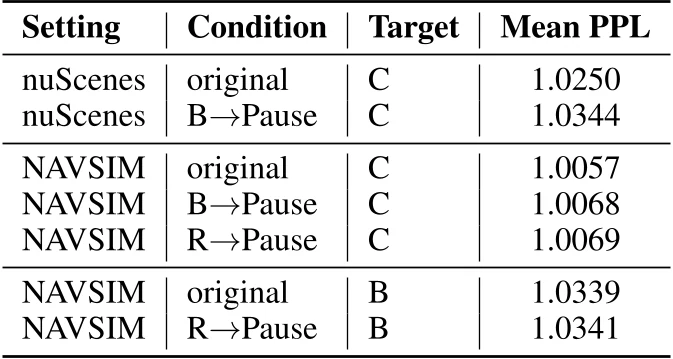 Setting Condition Target Mean PPL
nuScenes original C 1.0250
nuScenes B→Pause C 1.0344
NAVSIM original C 1.0057
NAVSIM B→Pause C 1.0068
NAVSIM R→Pause C 1.0069
NAVSIM original B 1.0339
NAVSIM R→Pause B 1.0341